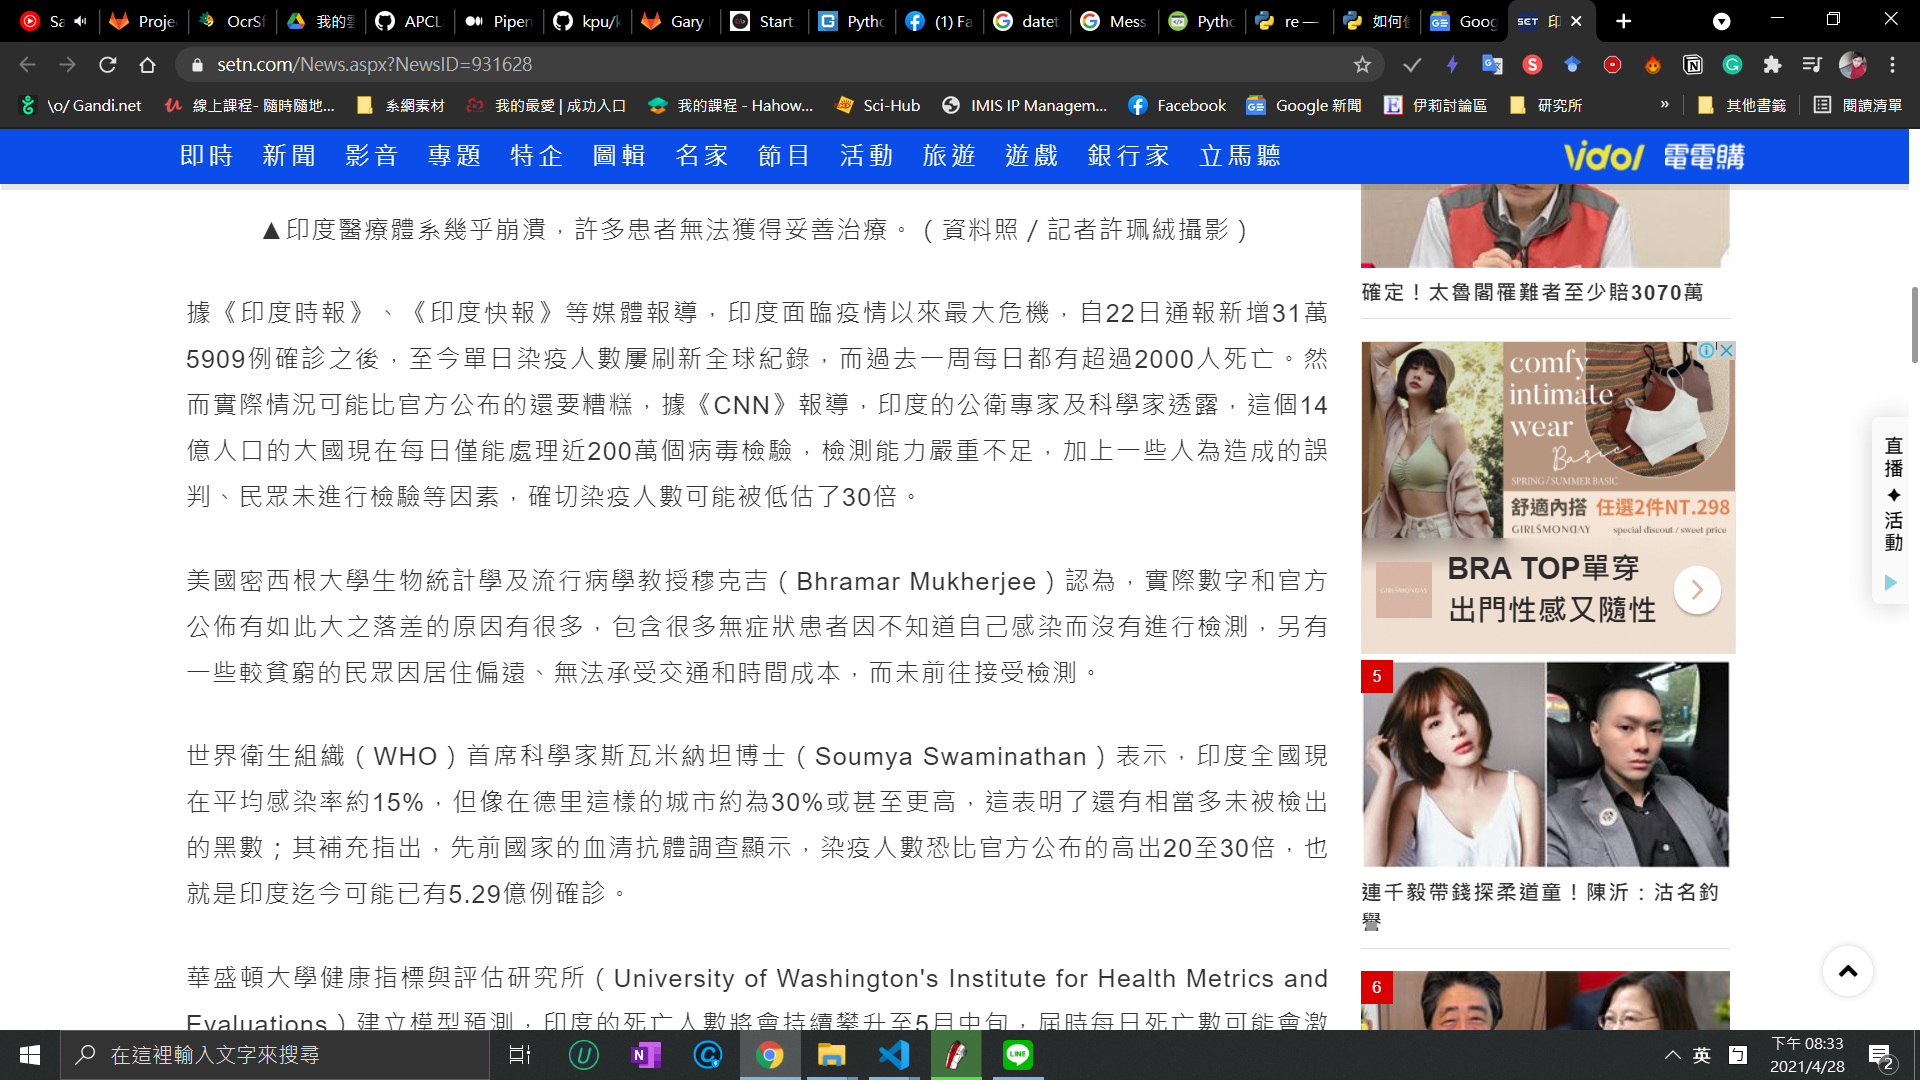 Sa
Proje
OcrSf
我的雲
APCL
Pipen
kpu/k
Gary
Start
Pytho
(1) Fa
datet
Mess
Pytho
re —
如何使
Goog
SET 印
setn.com/News.aspx?NewsID=931628
\o/ Gandi.net
線上課程- 隨時隨地...
系網素材
我的最愛 | 成功入口
我的課程 - Hahow...
Sci-Hub
IMIS IP Managem...
Facebook
Google 新聞
伊莉討論區
研究所
»
其他書籤
閱讀清單
即時 新聞 影音 專題 特企 圖輯 名家 節目 活動 旅遊 遊戲 銀行家 立馬聽
Vidol 電電購
▲印度醫療體系幾乎崩潰，許多患者無法獲得妥善治療。（資料照／記者許珮絨攝影）
據《印度時報》、《印度快報》等媒體報導，印度面臨疫情以來最大危機，自22日通報新增31萬
5909例確診之後，至今單日染疫人數屢刷新全球紀錄，而過去一周每日都有超過2000人死亡。然
而實際情況可能比官方公布的還要糟糕，據《CNN》報導，印度的公衛專家及科學家透露，這個14
億人口的大國現在每日僅能處理近200萬個病毒檢驗，檢測能力嚴重不足，加上一些人為造成的誤
判、民眾未進行檢驗等因素，確切染疫人數可能被低估了30倍。
美國密西根大學生物統計學及流行病學教授穆克吉（Bhramar Mukherjee）認為，實際數字和官方
公佈有如此大之落差的原因有很多，包含很多無症狀患者因不知道自己感染而沒有進行檢測，另有
一些較貧窮的民眾因居住偏遠、無法承受交通和時間成本，而未前往接受檢測。
世界衛生組織（WHO）首席科學家斯瓦米納坦博士（Soumya Swaminathan）表示，印度全國現
在平均感染率約15%，但像在德里這樣的城市約為30%或甚至更高，這表明了還有相當多未被檢出
的黑數；其補充指出，先前國家的血清抗體調查顯示，染疫人數恐比官方公布的高出20至30倍，也
就是印度迄今可能已有5.29億例確診。
華盛頓大學健康指標與評估研究所（University of Washington's Institute for Health Metrics and
Evaluations）建立模型預測，印度的死亡人數將會持續攀升至5月中旬，屆時每日死亡數可能會激
確定！太魯閣罹難者至少賠3070萬
comfy
intimate
wear
Basic
SPRING / SUMMER BASIC
舒適內搭 任選2件NT.298
GIRLSMONDAY special discout / sweet price
GIRLSMONDAY
BRA TOP單穿
出門性感又隨性
5
連千毅帶錢探柔道童！陳沂：沽名釣
譽
6
直播✦活動
在這裡輸入文字來搜尋
英
ㄅ
下午 08:33
2021/4/28
2